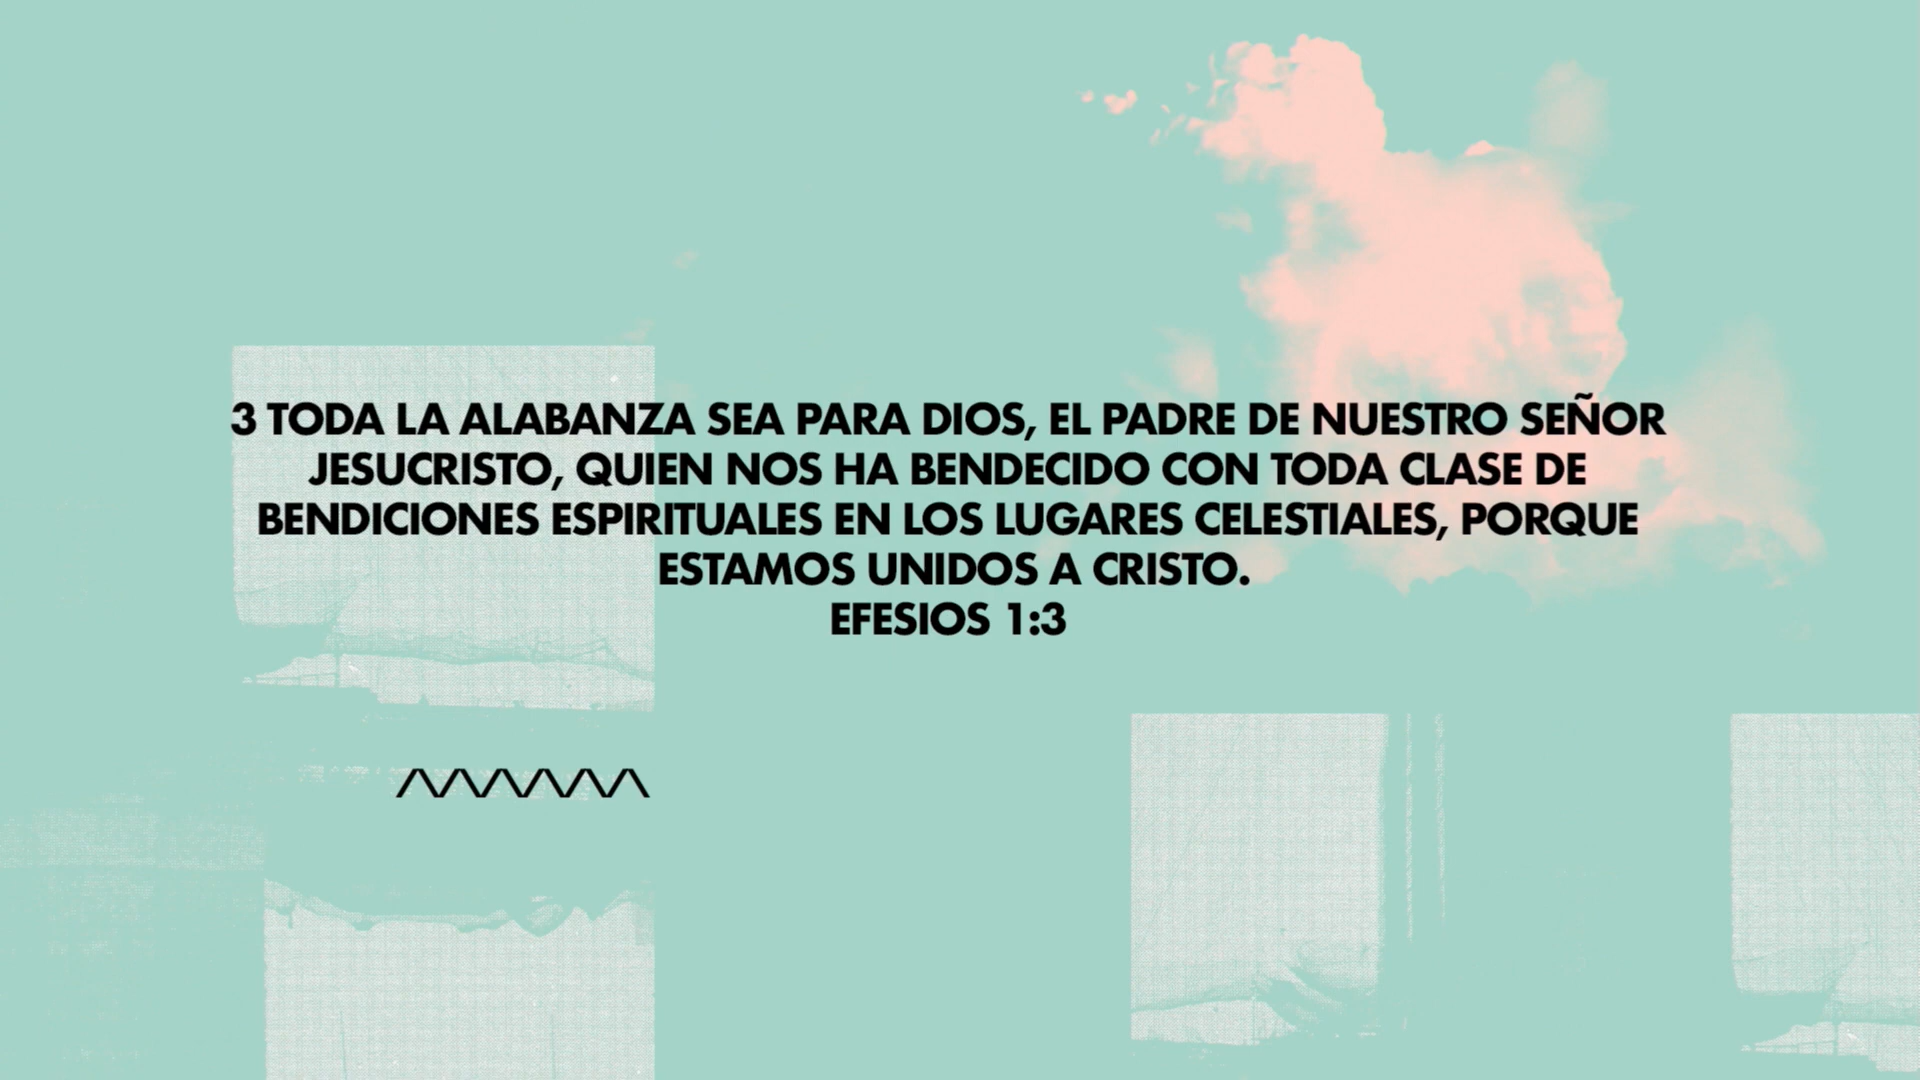 3 TODA LA ALABANZA SEA PARA DIOS, EL PADRE DE NUESTRO SEÑOR
JESUCRISTO, QUIEN NOS HA BENDECIDO CON TODA CLASE DE
BENDICIONES ESPIRITUALES EN LOS LUGARES CELESTIALES, PORQUE
ESTAMOS UNIDOS A CRISTO.
EFESIOS 1:3